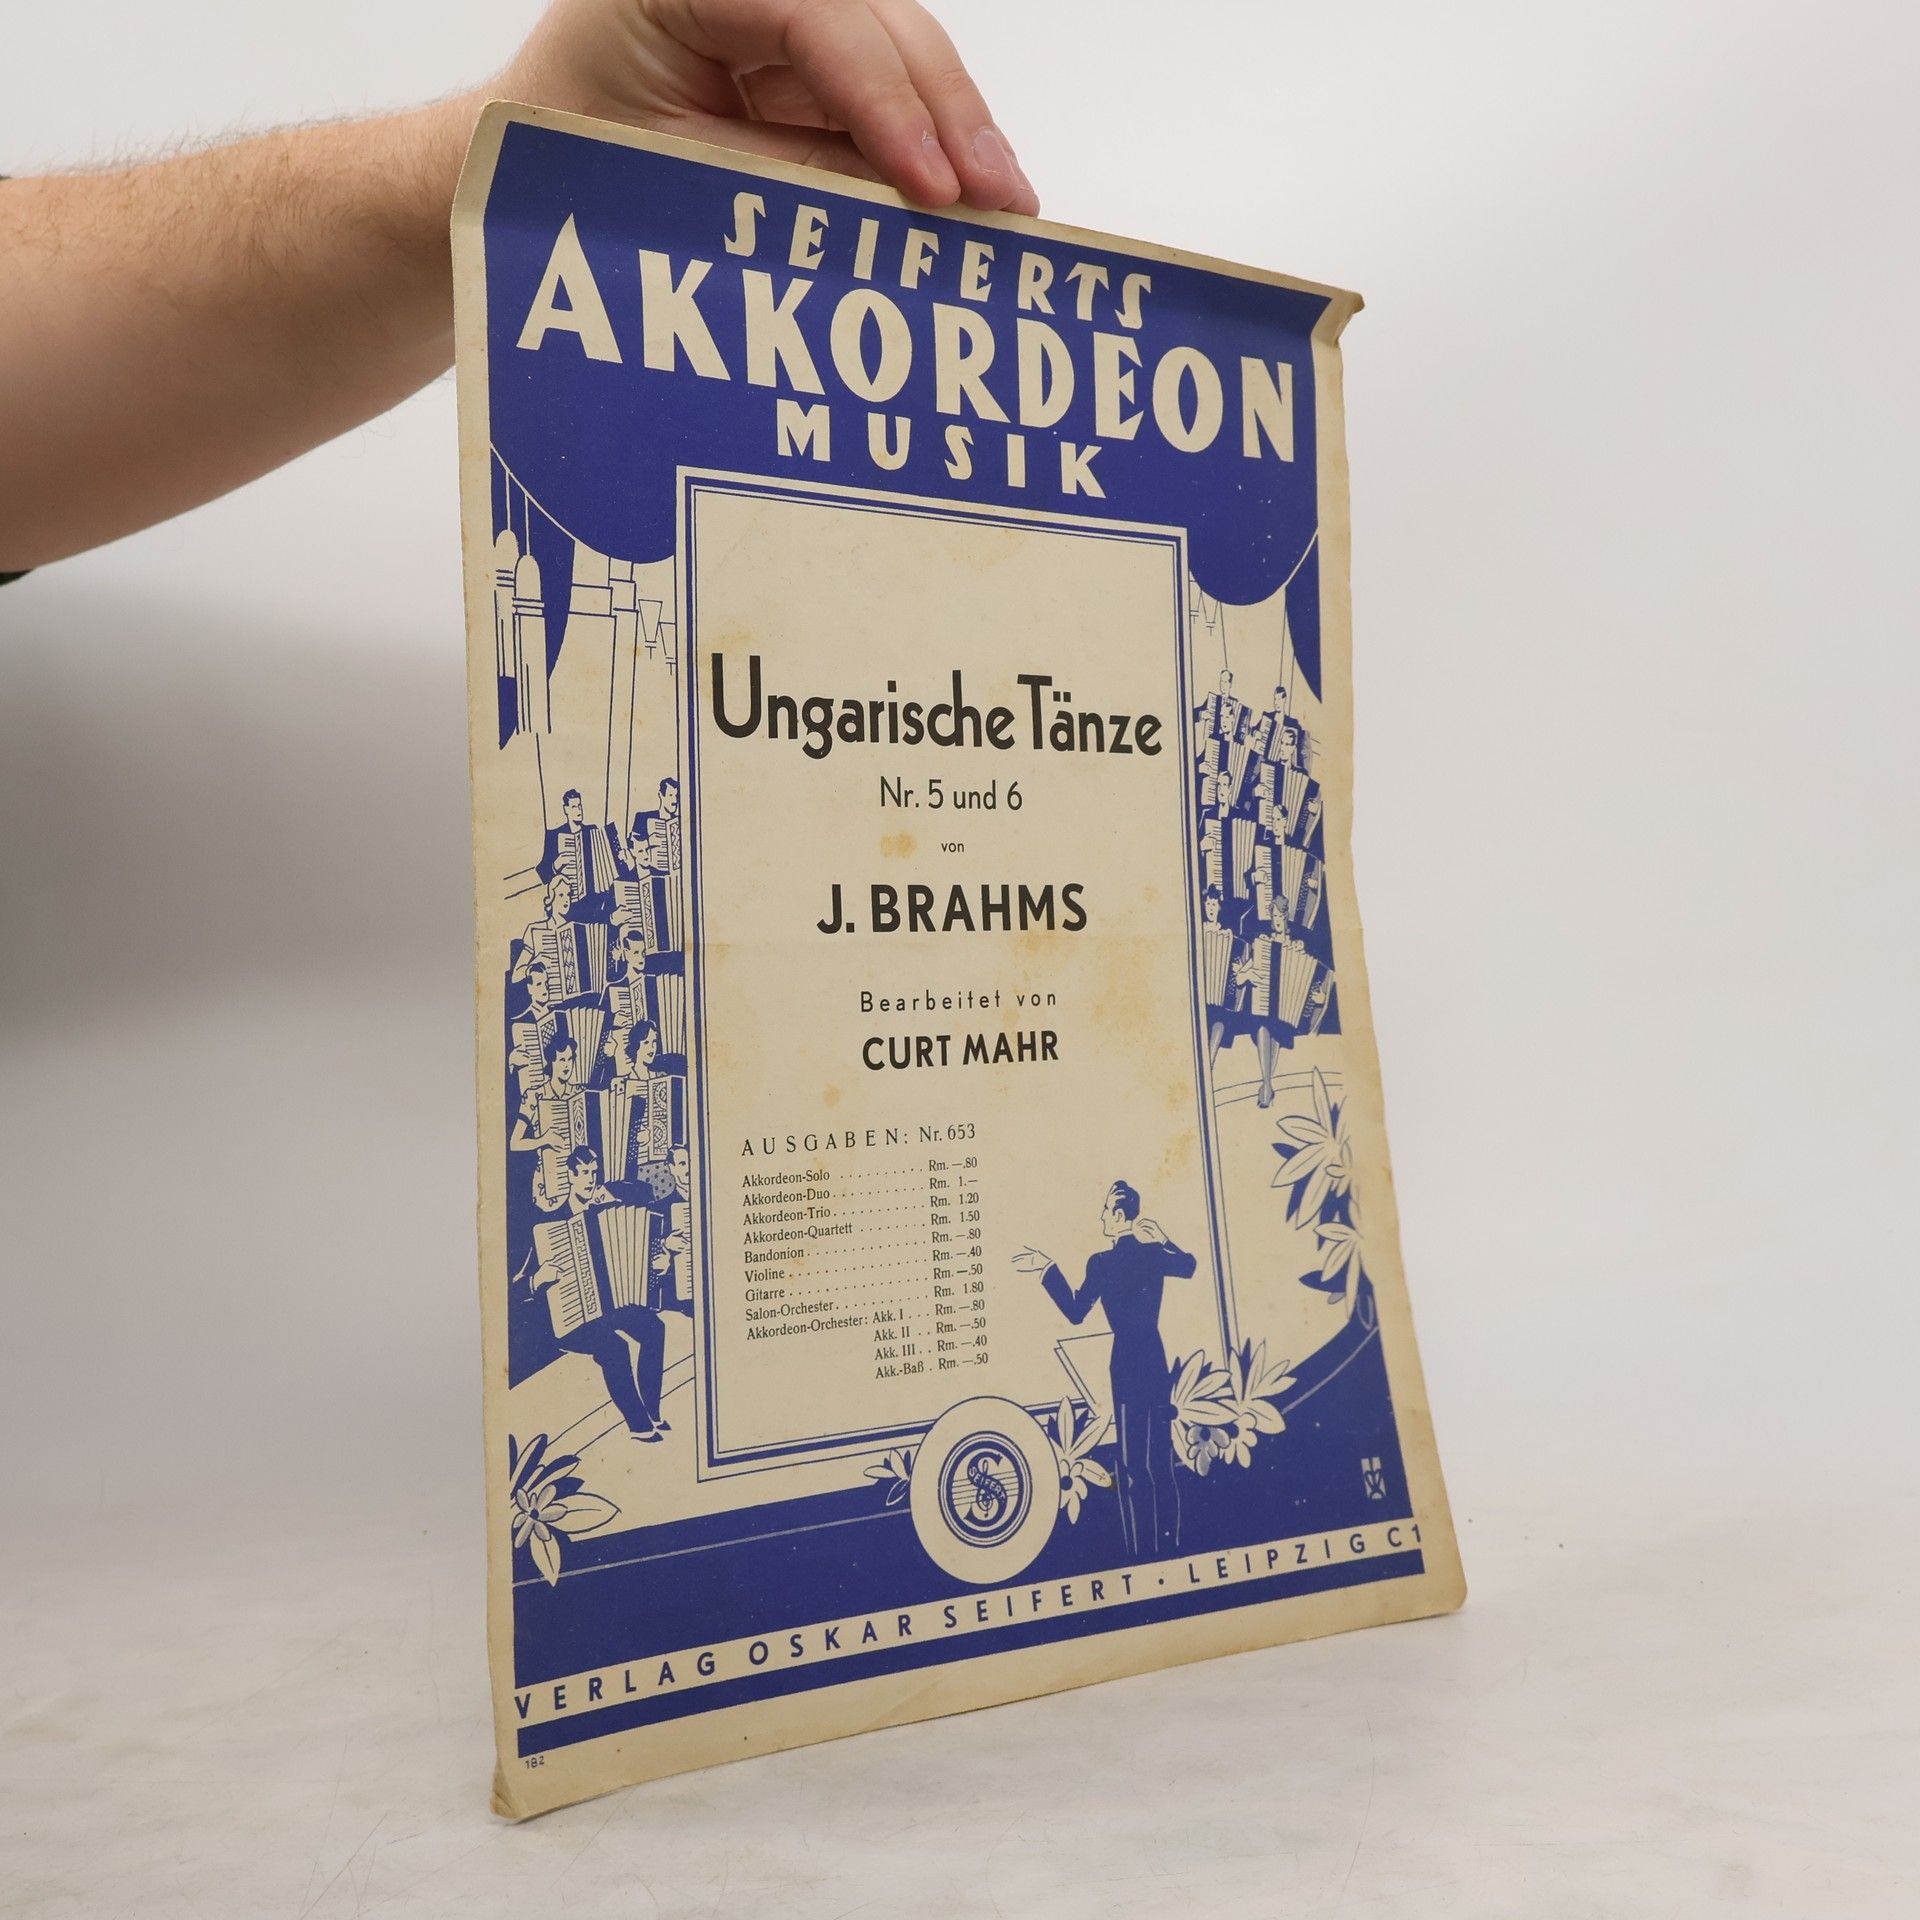 SEIFERTS
AKKORDEON
MUSIK
Ungarische Tänze
Nr. 5 und 6
von
J. BRAHMS
Bearbeitet von
CURT MAHR
AUSGABEN: Nr. 653
Akkordeon-Solo . . . . . . . . . . Rm. —.80
Akkordeon-Duo . . . . . . . . . . . Rm. 1.—
Akkordeon-Trio . . . . . . . . . . . Rm. 1.20
Akkordeon-Quartett . . . . . . . . Rm. 1.50
Bandonion . . . . . . . . . . . . . . Rm. —.80
Violine . . . . . . . . . . . . . . . . Rm. —.40
Gitarre . . . . . . . . . . . . . . . . Rm. —.50
Salon-Orchester . . . . . . . . . . . Rm. 1.80
Akkordeon-Orchester: Akk. I . . . Rm. —.80
Akk. II . . Rm. —.50
Akk. III . . Rm. —.40
Akk.-Baß . Rm. —.50
SEIFERT
VERLAG OSKAR SEIFERT · LEIPZIG C1
182